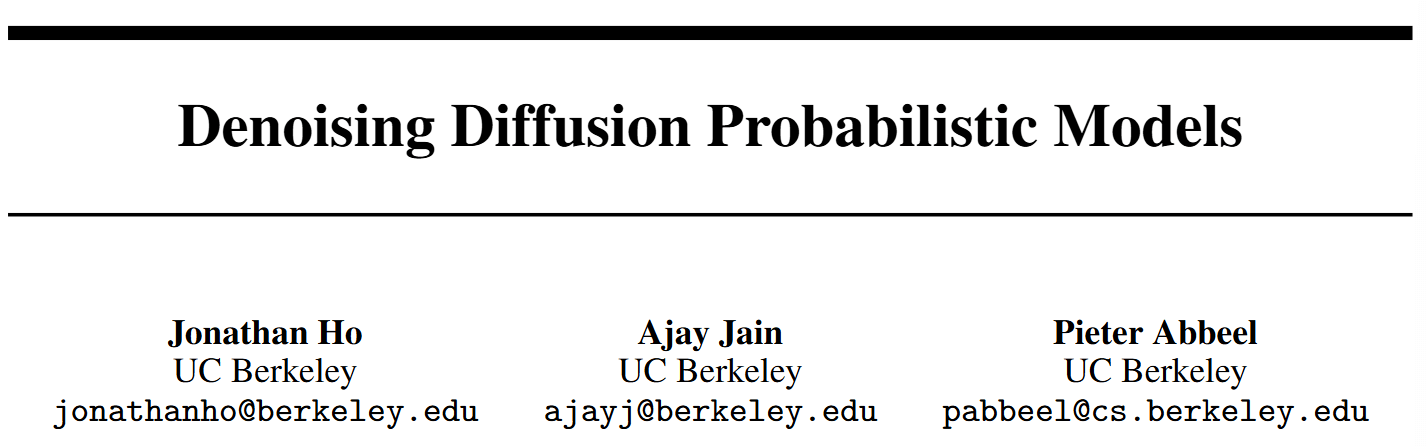 Denoising Diffusion Probabilistic Models
Jonathan Ho
UC Berkeley
jonathanho@berkeley.edu
Ajay Jain
UC Berkeley
ajayj@berkeley.edu
Pieter Abbeel
UC Berkeley
pabbeel@cs.berkeley.edu